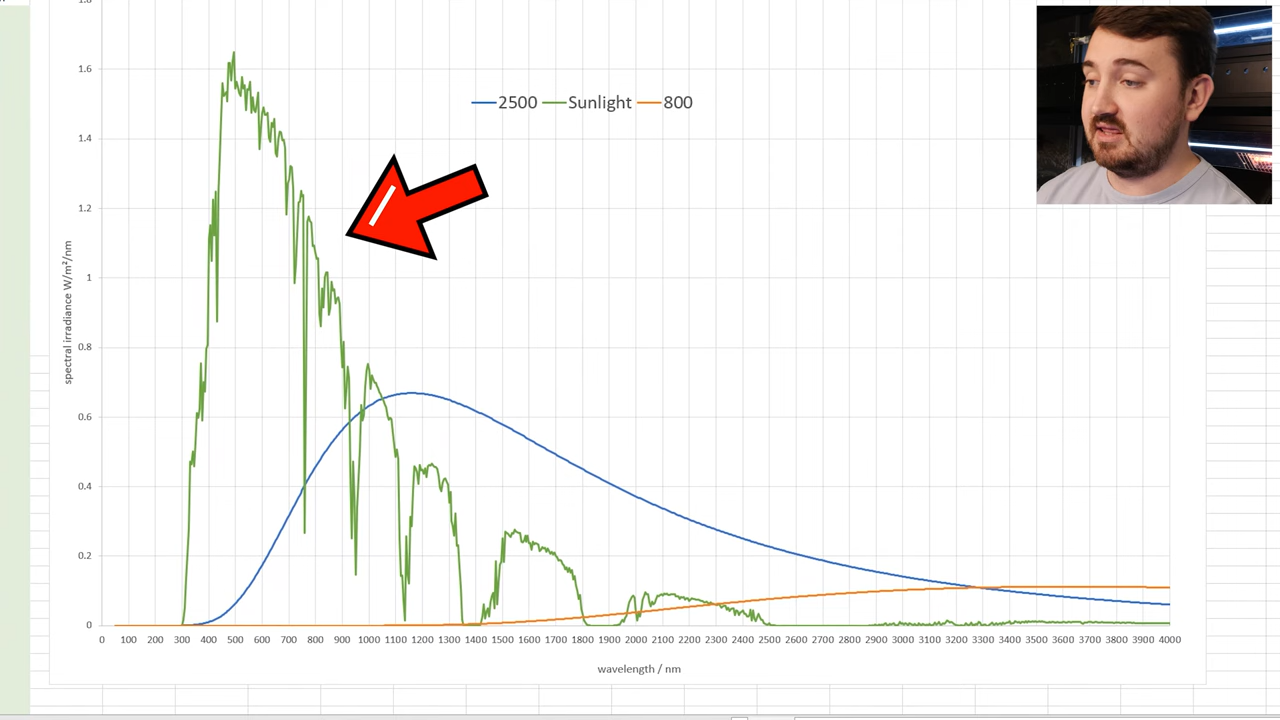 1.8
2500 Sunlight 800
1.6
1.4
1.2
1
0.8
0.6
0.4
0.2
0
spectral irradiance W/m²/nm
0 100 200 300 400 500 600 700 800 900 1000 1100 1200 1300 1400 1500 1600 1700 1800 1900 2000 2100 2200 2300 2400 2500 2600 2700 2800 2900 3000 3100 3200 3300 3400 3500 3600 3700 3800 3900 4000
wavelength / nm